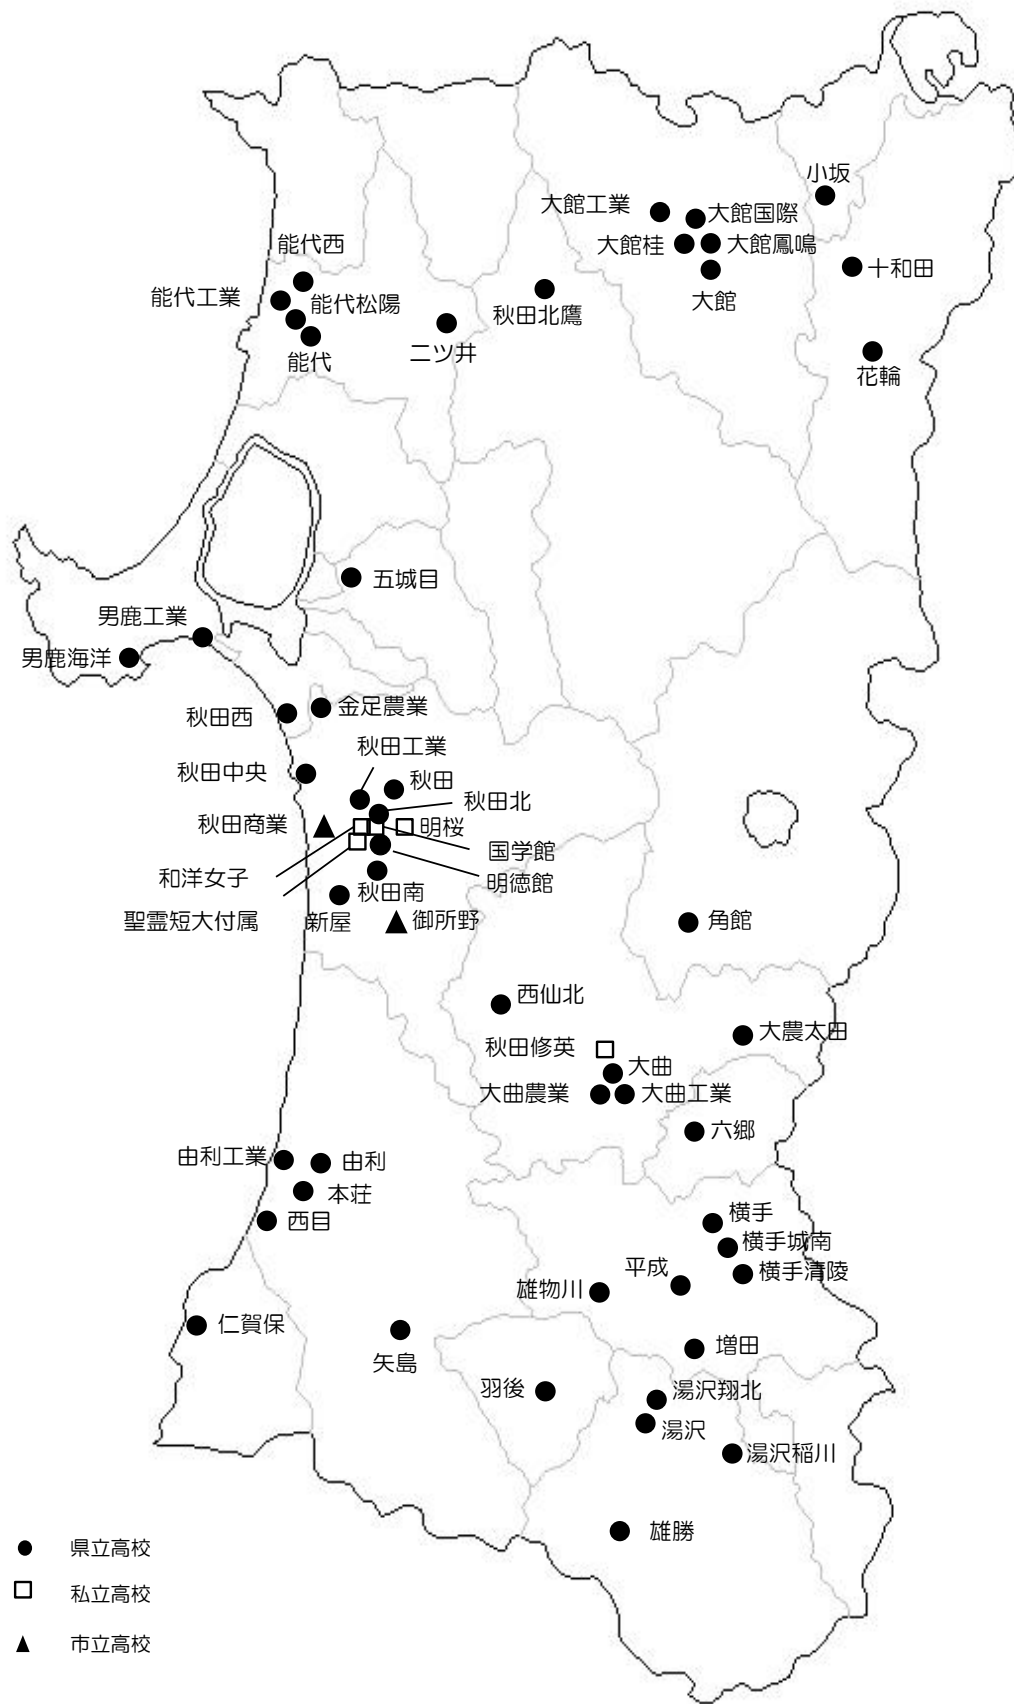 小坂
大館工業
大館国際
大館桂
大館鳳鳴
十和田
大館
能代西
能代工業
能代松陽
能代
秋田北鷹
二ツ井
花輪
五城目
男鹿工業
男鹿海洋
秋田西
金足農業
秋田工業
秋田中央
秋田
秋田北
秋田商業
明桜
国学館
和洋女子
明徳館
秋田南
聖霊短大付属
新屋
御所野
角館
西仙北
大農太田
秋田修英
大曲
大曲農業
大曲工業
六郷
由利工業
由利
本荘
西目
横手
横手城南
平成
横手清陵
雄物川
仁賀保
矢島
増田
羽後
湯沢翔北
湯沢
湯沢稲川
雄勝
県立高校
私立高校
市立高校